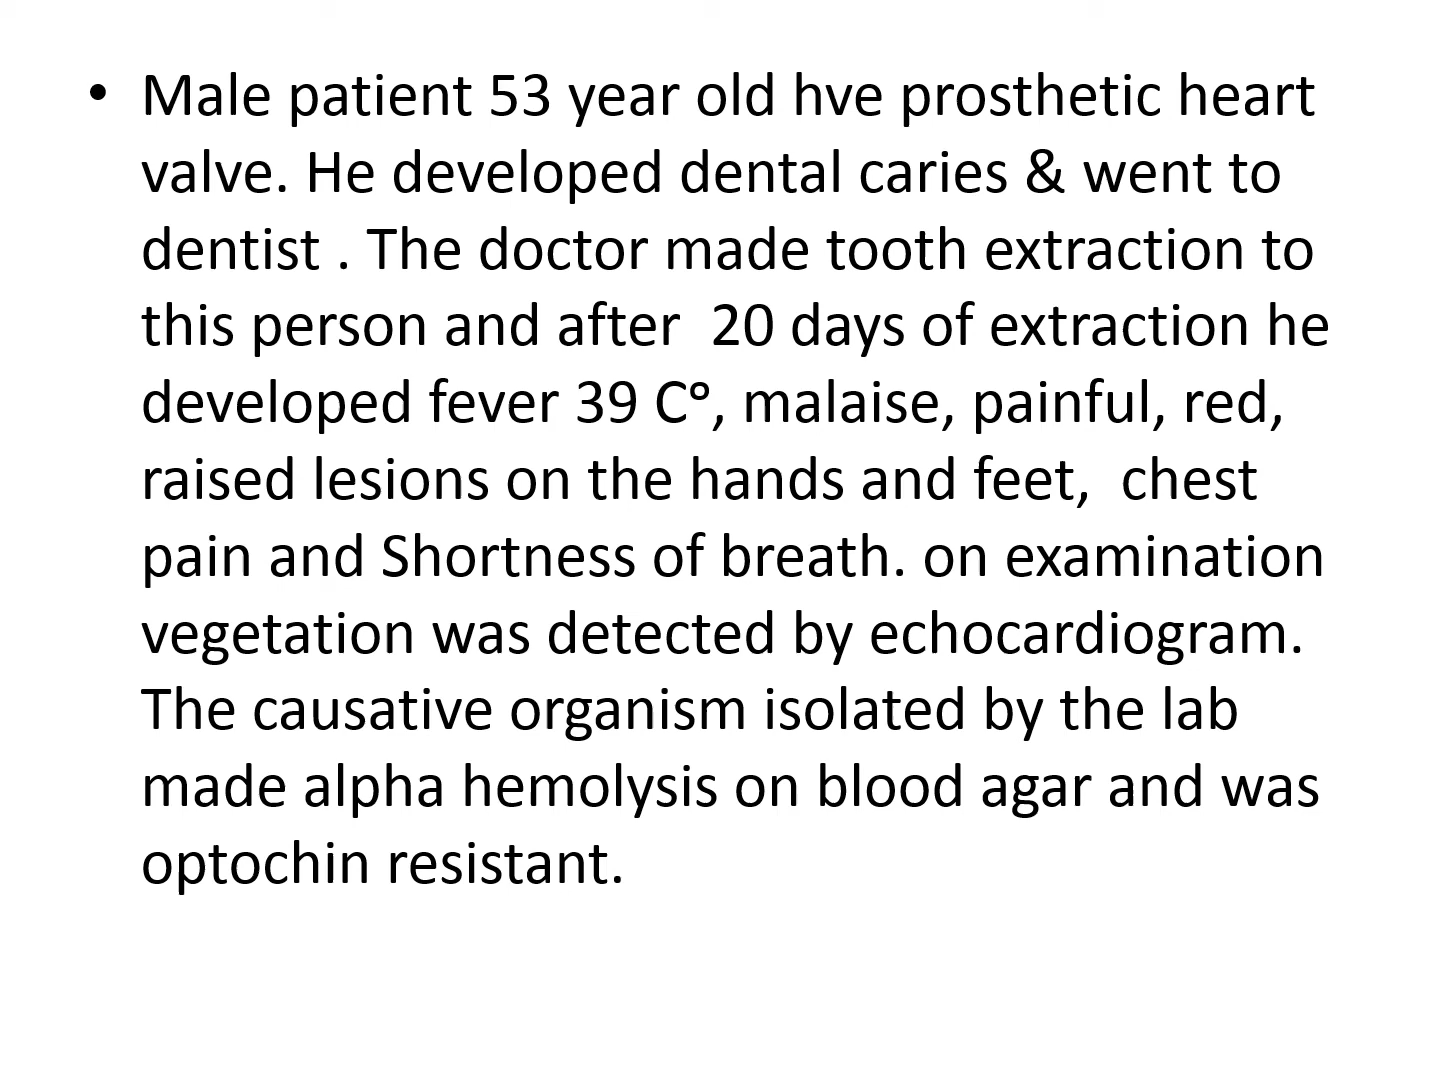 • Male patient 53 year old hve prosthetic heart
valve. He developed dental caries & went to
dentist . The doctor made tooth extraction to
this person and after  20 days of extraction he
developed fever 39 Cº, malaise, painful, red,
raised lesions on the hands and feet,  chest
pain and Shortness of breath. on examination
vegetation was detected by echocardiogram.
The causative organism isolated by the lab
made alpha hemolysis on blood agar and was
optochin resistant.